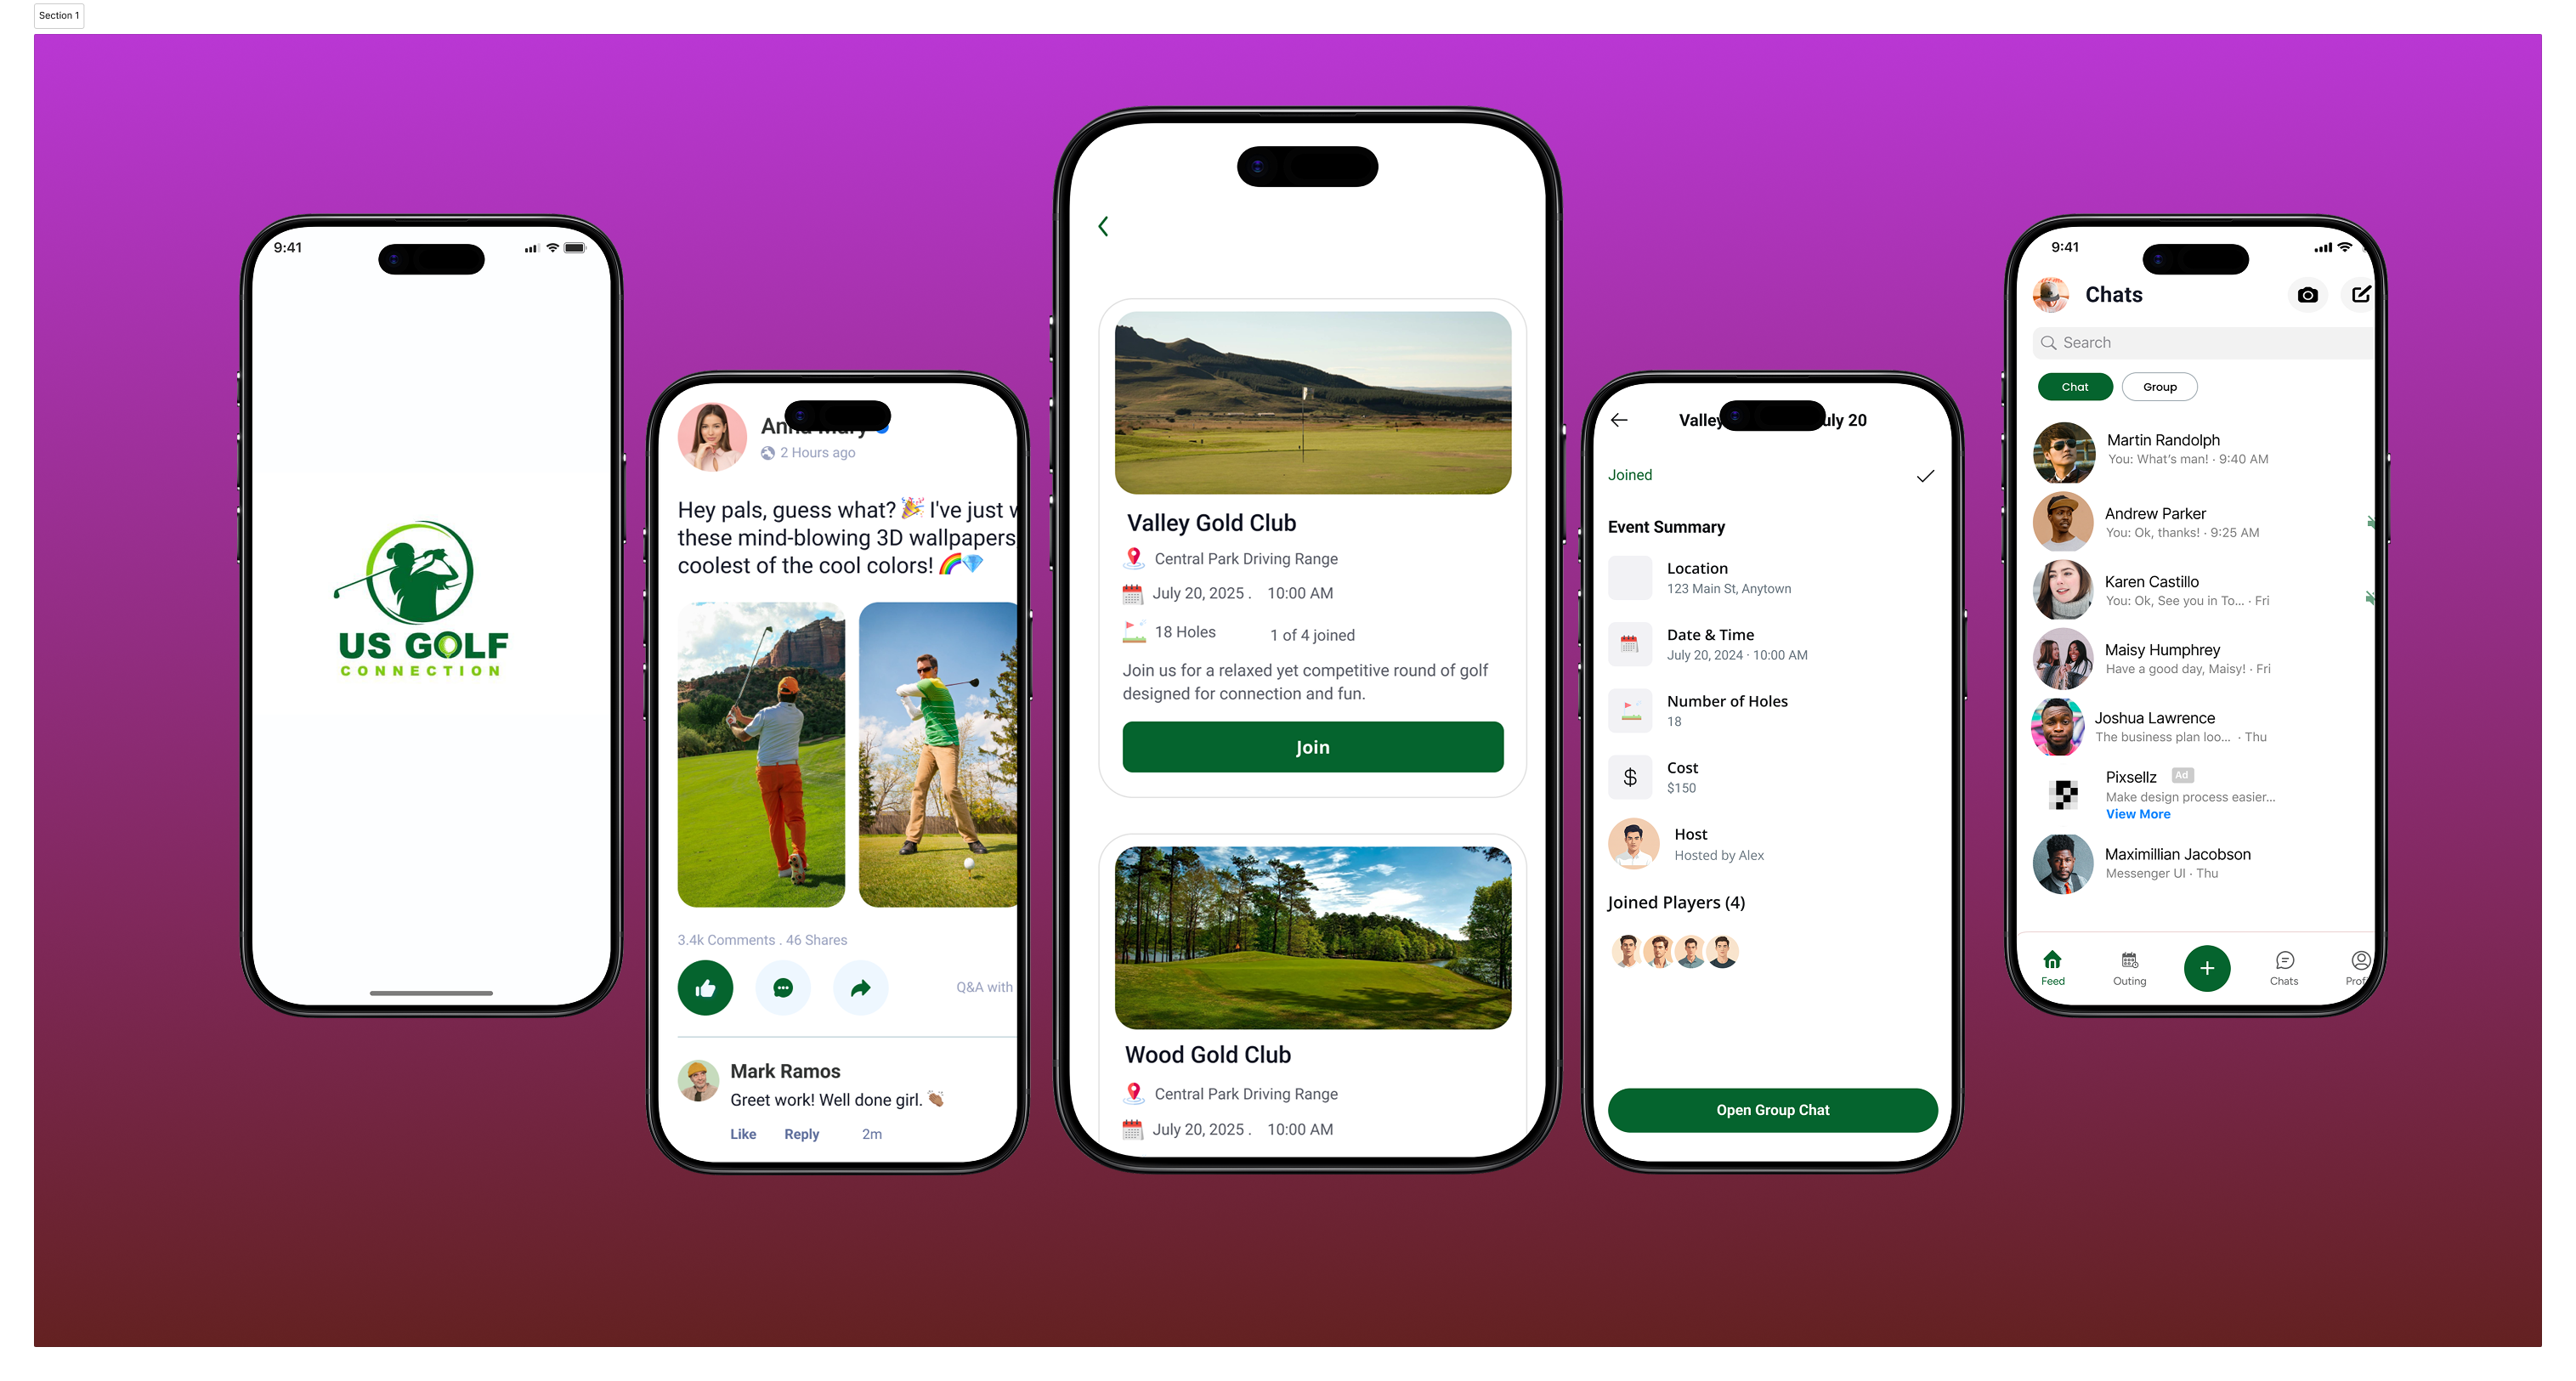 Section 1
9:41
US GOLF
CONNECTION
2 Hours ago
Hey pals, guess what? 🎉 I've just
these mind-blowing 3D wallpapers
coolest of the cool colors! 🌈💎
3.4k Comments . 46 Shares
Q&A with
Mark Ramos
Greet work! Well done girl. 👏🏽
Like Reply 2m
Valley Gold Club
Central Park Driving Range
July 20, 2025 . 10:00 AM
18 Holes 1 of 4 joined
Join us for a relaxed yet competitive round of golf
designed for connection and fun.
Join
Wood Gold Club
Central Park Driving Range
July 20, 2025 . 10:00 AM
Valley uly 20
Joined
Event Summary
Location
123 Main St, Anytown
Date & Time
July 20, 2024 · 10:00 AM
Number of Holes
18
$
Cost
$150
Host
Hosted by Alex
Joined Players (4)
Open Group Chat
9:41
Chats
Search
Chat Group
Martin Randolph
You: What's man! · 9:40 AM
Andrew Parker
You: Ok, thanks! · 9:25 AM
Karen Castillo
You: Ok, See you in To... · Fri
Maisy Humphrey
Have a good day, Maisy! · Fri
Joshua Lawrence
The business plan loo... · Thu
Pixsellz Ad
Make design process easier...
View More
Maximillian Jacobson
Messenger UI · Thu
Feed Outing Chats Prof